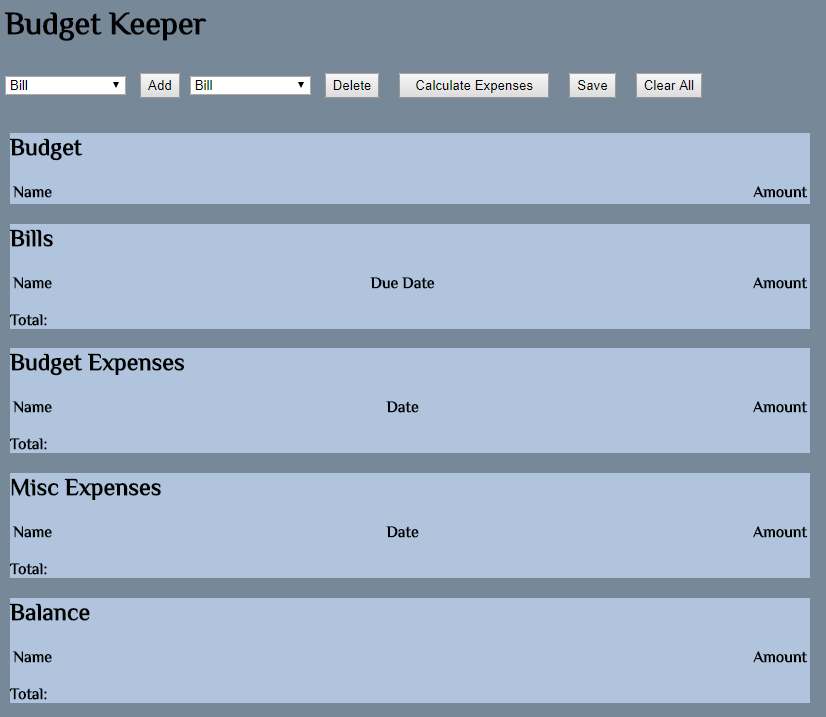 Budget Keeper
Bill Add Bill Delete Calculate Expenses Save Clear All
Budget
Name Amount
Bills
Name Due Date Amount
Total:
Budget Expenses
Name Date Amount
Total:
Misc Expenses
Name Date Amount
Total:
Balance
Name Amount
Total: